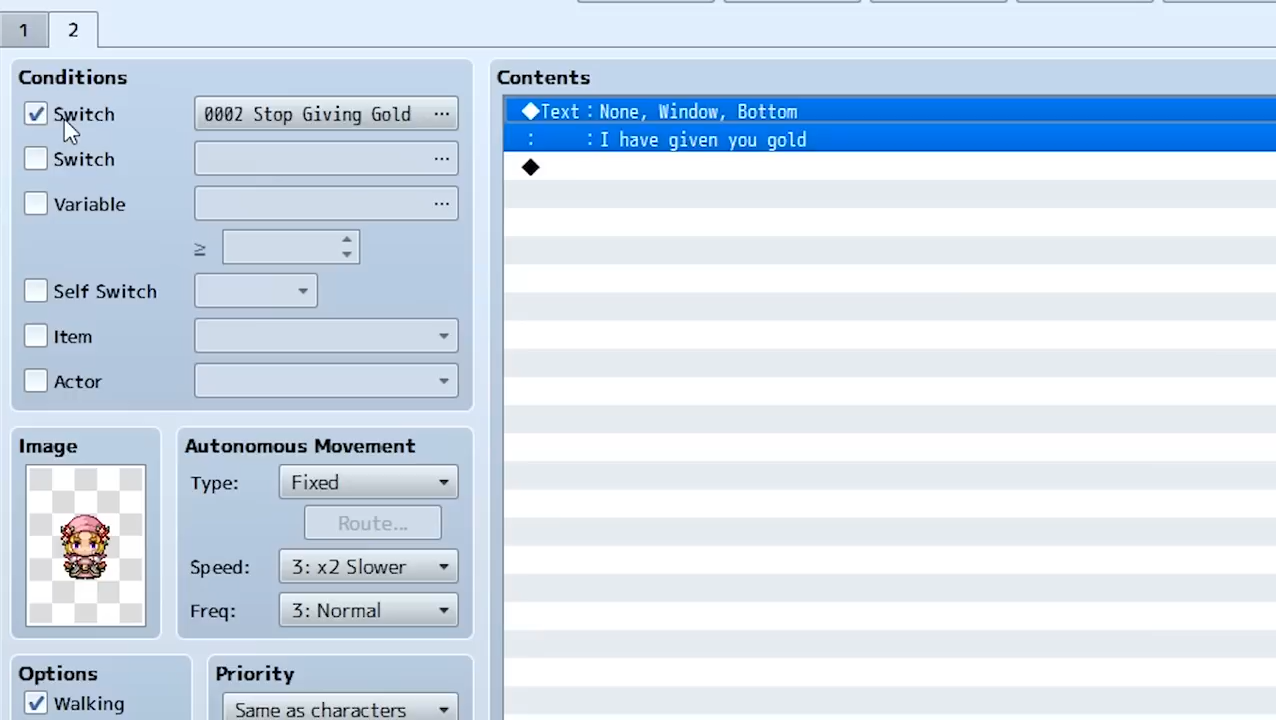 1
2
Conditions
Switch
0002 Stop Giving Gold
...
Switch
...
Variable
...
≥
Self Switch
Item
Actor
Image
Autonomous Movement
Type:
Fixed
Route...
Speed:
3: x2 Slower
Freq:
3: Normal
Options
Walking
Priority
Same as characters
Contents
◆Text : None, Window, Bottom
:      : I have given you gold
◆